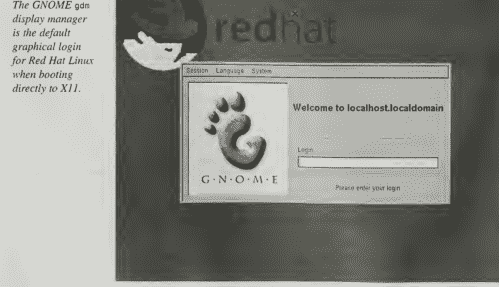 The GNOME gdm
display manager
is the default
graphical login
for Red Hat Linux
when booting
directly to X11.
redhat
Session Language System
Welcome to localhost.localdomain
Login
G·N·O·M·E
Please enter your login